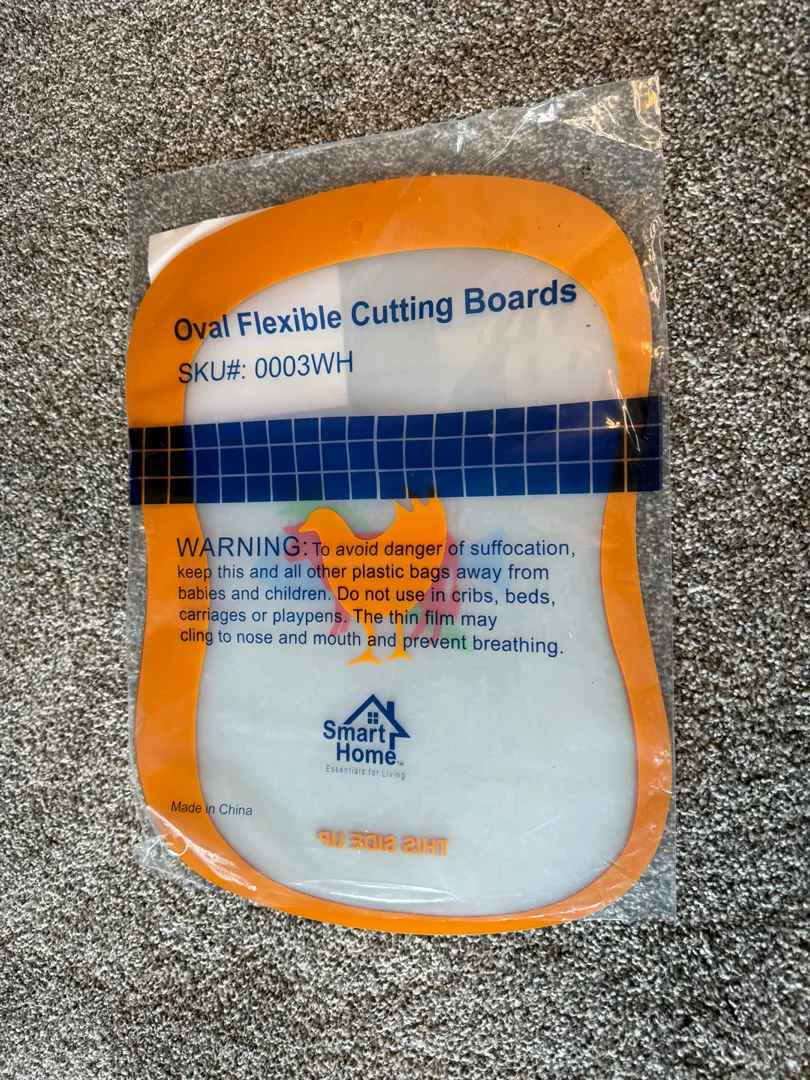 Oval Flexible Cutting Boards
SKU#: 0003WH
WARNING: To avoid danger of suffocation,
keep this and all other plastic bags away from
babies and children. Do not use in cribs, beds,
carriages or playpens. The thin film may
cling to nose and mouth and prevent breathing.
Smart
Home™
Essentials for Living
Made in China
THIS SIDE UP